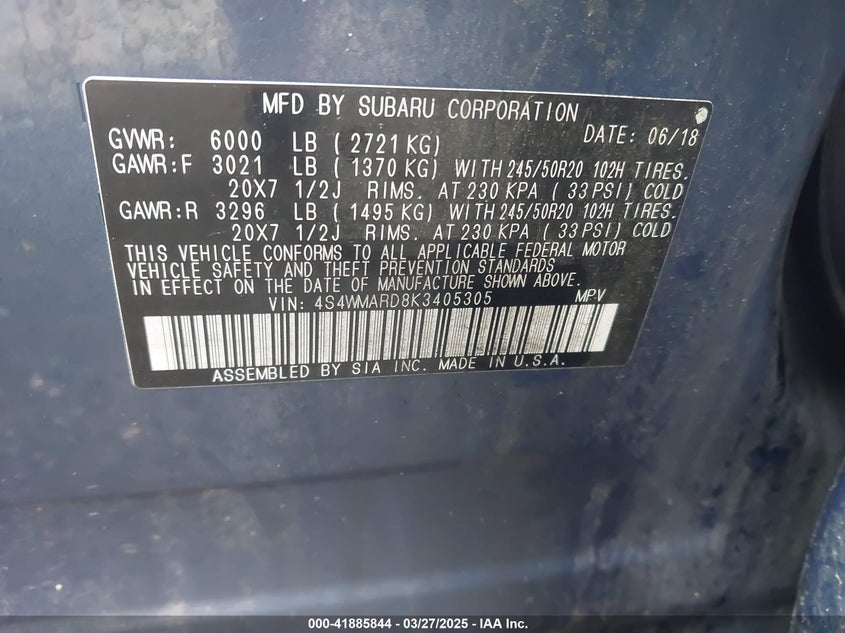 MFD BY SUBARU CORPORATION
GVWR: 6000 LB ( 2721 KG) DATE: 06/18
GAWR:F 3021 LB ( 1370 KG) WITH 245/50R20 102H TIRES.
20X7 1/2J RIMS. AT 230 KPA ( 33 PSI) COLD
GAWR:R 3296 LB ( 1495 KG) WITH 245/50R20 102H TIRES.
20X7 1/2J RIMS. AT 230 KPA ( 33 PSI) COLD
THIS VEHICLE CONFORMS TO ALL APPLICABLE FEDERAL MOTOR
VEHICLE SAFETY AND THEFT PREVENTION STANDARDS
IN EFFECT ON THE DATE OF MANUFACTURE SHOWN ABOVE.
VIN: 4S4WMARD8K3405305 MPV
ASSEMBLED BY SIA INC. MADE IN U.S.A.
000-41885844 - 03/27/2025 - IAA Inc.